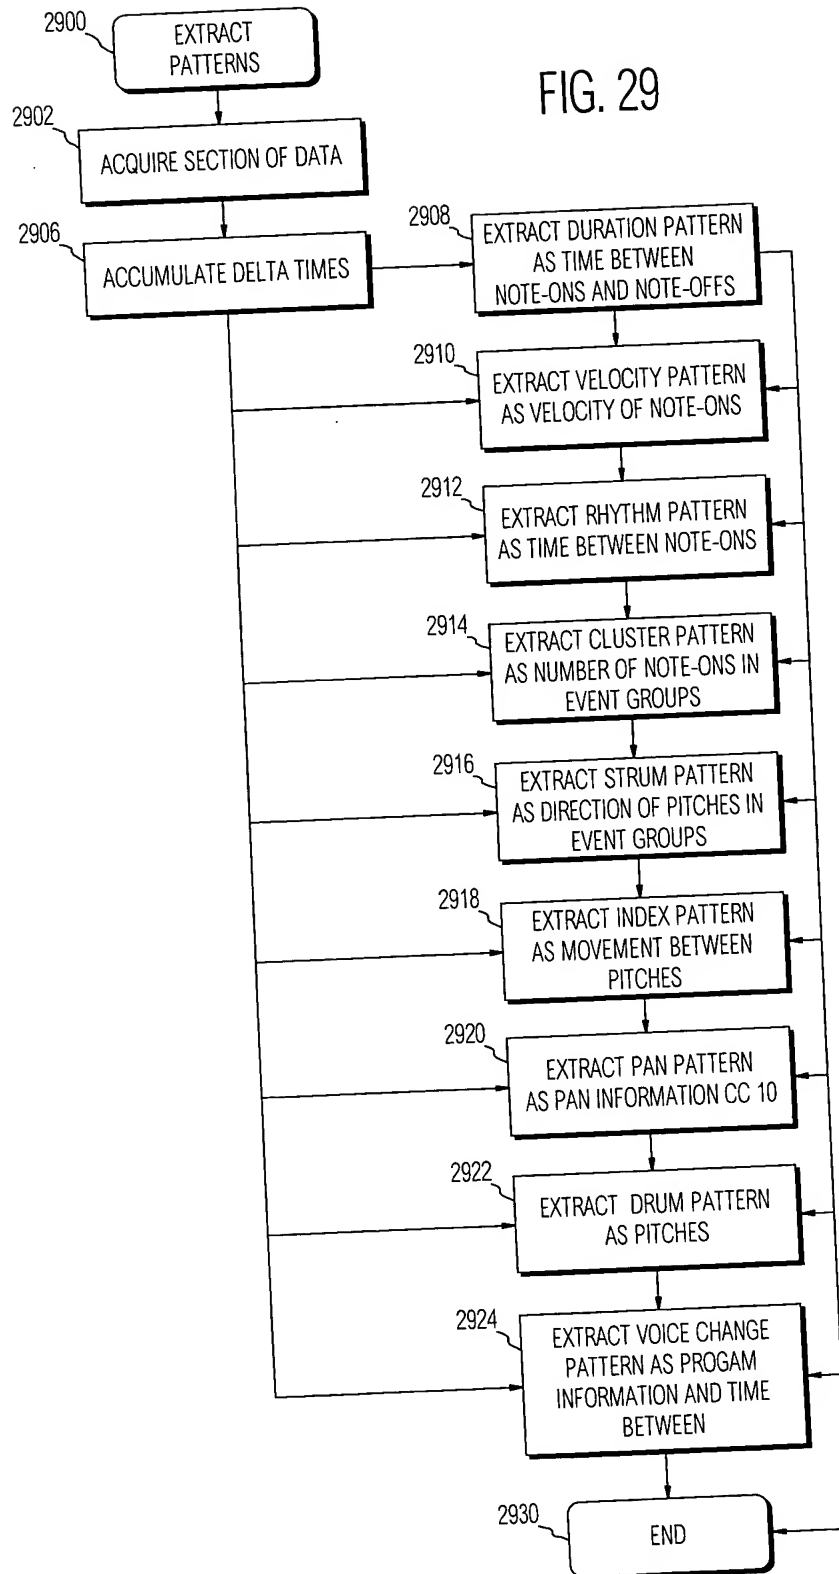 2900
EXTRACT
PATTERNS
FIG. 29
2902
ACQUIRE SECTION OF DATA
2906
ACCUMULATE DELTA TIMES
2908
EXTRACT DURATION PATTERN
AS TIME BETWEEN
NOTE-ONS AND NOTE-OFFS
2910
EXTRACT VELOCITY PATTERN
AS VELOCITY OF NOTE-ONS
2912
EXTRACT RHYTHM PATTERN
AS TIME BETWEEN NOTE-ONS
2914
EXTRACT CLUSTER PATTERN
AS NUMBER OF NOTE-ONS IN
EVENT GROUPS
2916
EXTRACT STRUM PATTERN
AS DIRECTION OF PITCHES IN
EVENT GROUPS
2918
EXTRACT INDEX PATTERN
AS MOVEMENT BETWEEN
PITCHES
2920
EXTRACT PAN PATTERN
AS PAN INFORMATION CC 10
2922
EXTRACT DRUM PATTERN
AS PITCHES
2924
EXTRACT VOICE CHANGE
PATTERN AS PROGAM
INFORMATION AND TIME
BETWEEN
2930
END